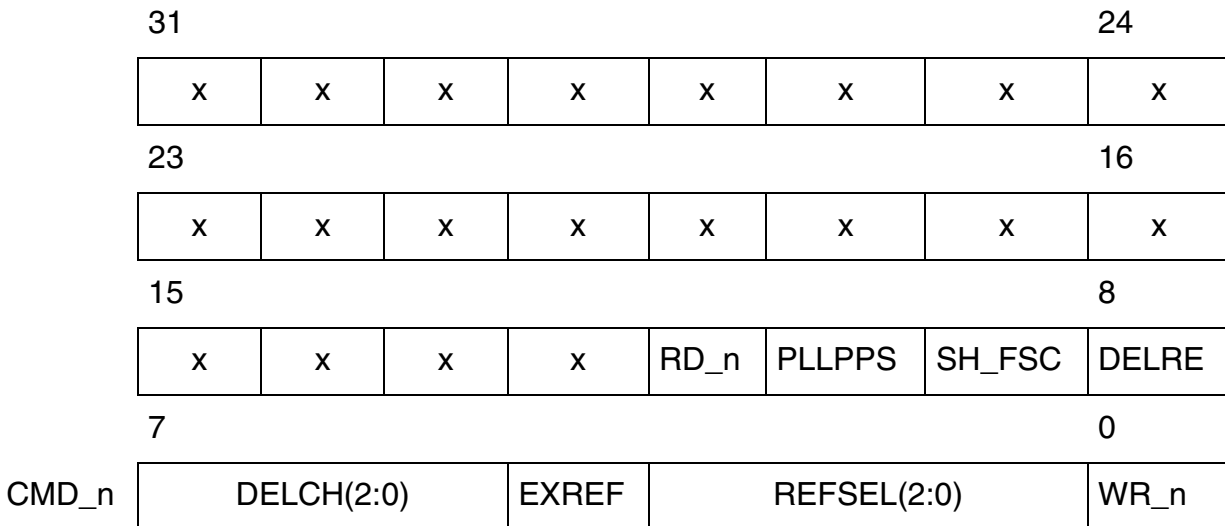 31 24
x x x x x x x x
23 16
x x x x x x x x
15 8
x x x x RD_n PLLPPS SH_FSC DELRE
7 0
CMD_n DELCH(2:0) EXREF REFSEL(2:0) WR_n